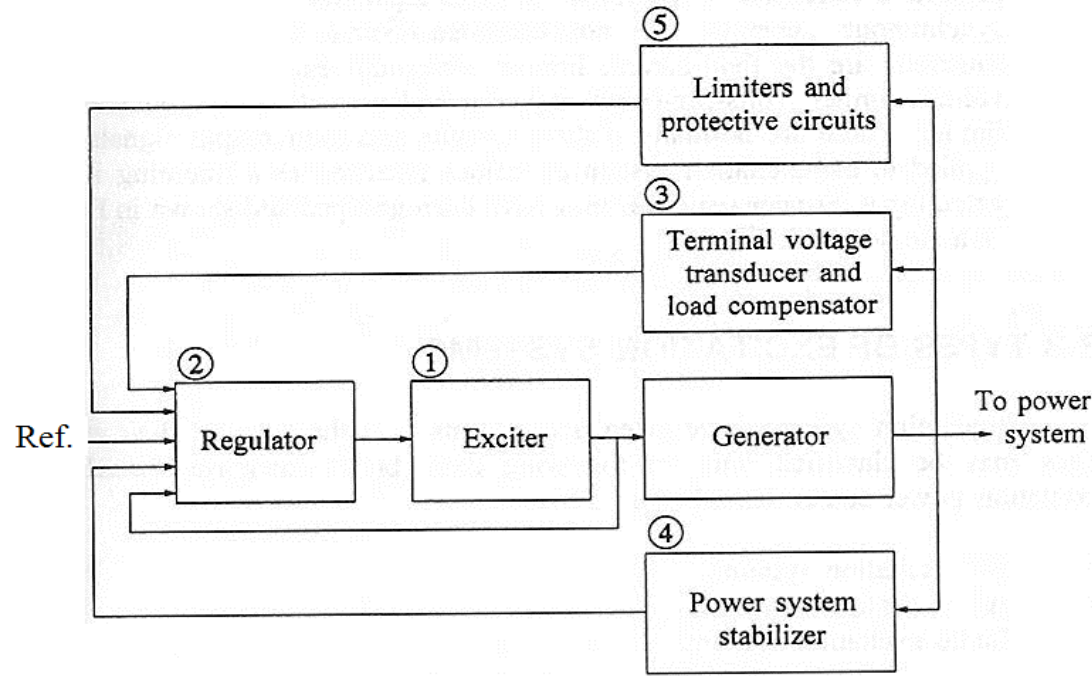 ⑤
Limiters and
protective circuits
③
Terminal voltage
transducer and
load compensator
②
Regulator
①
Exciter
Generator
To power
system
Ref.
④
Power system
stabilizer